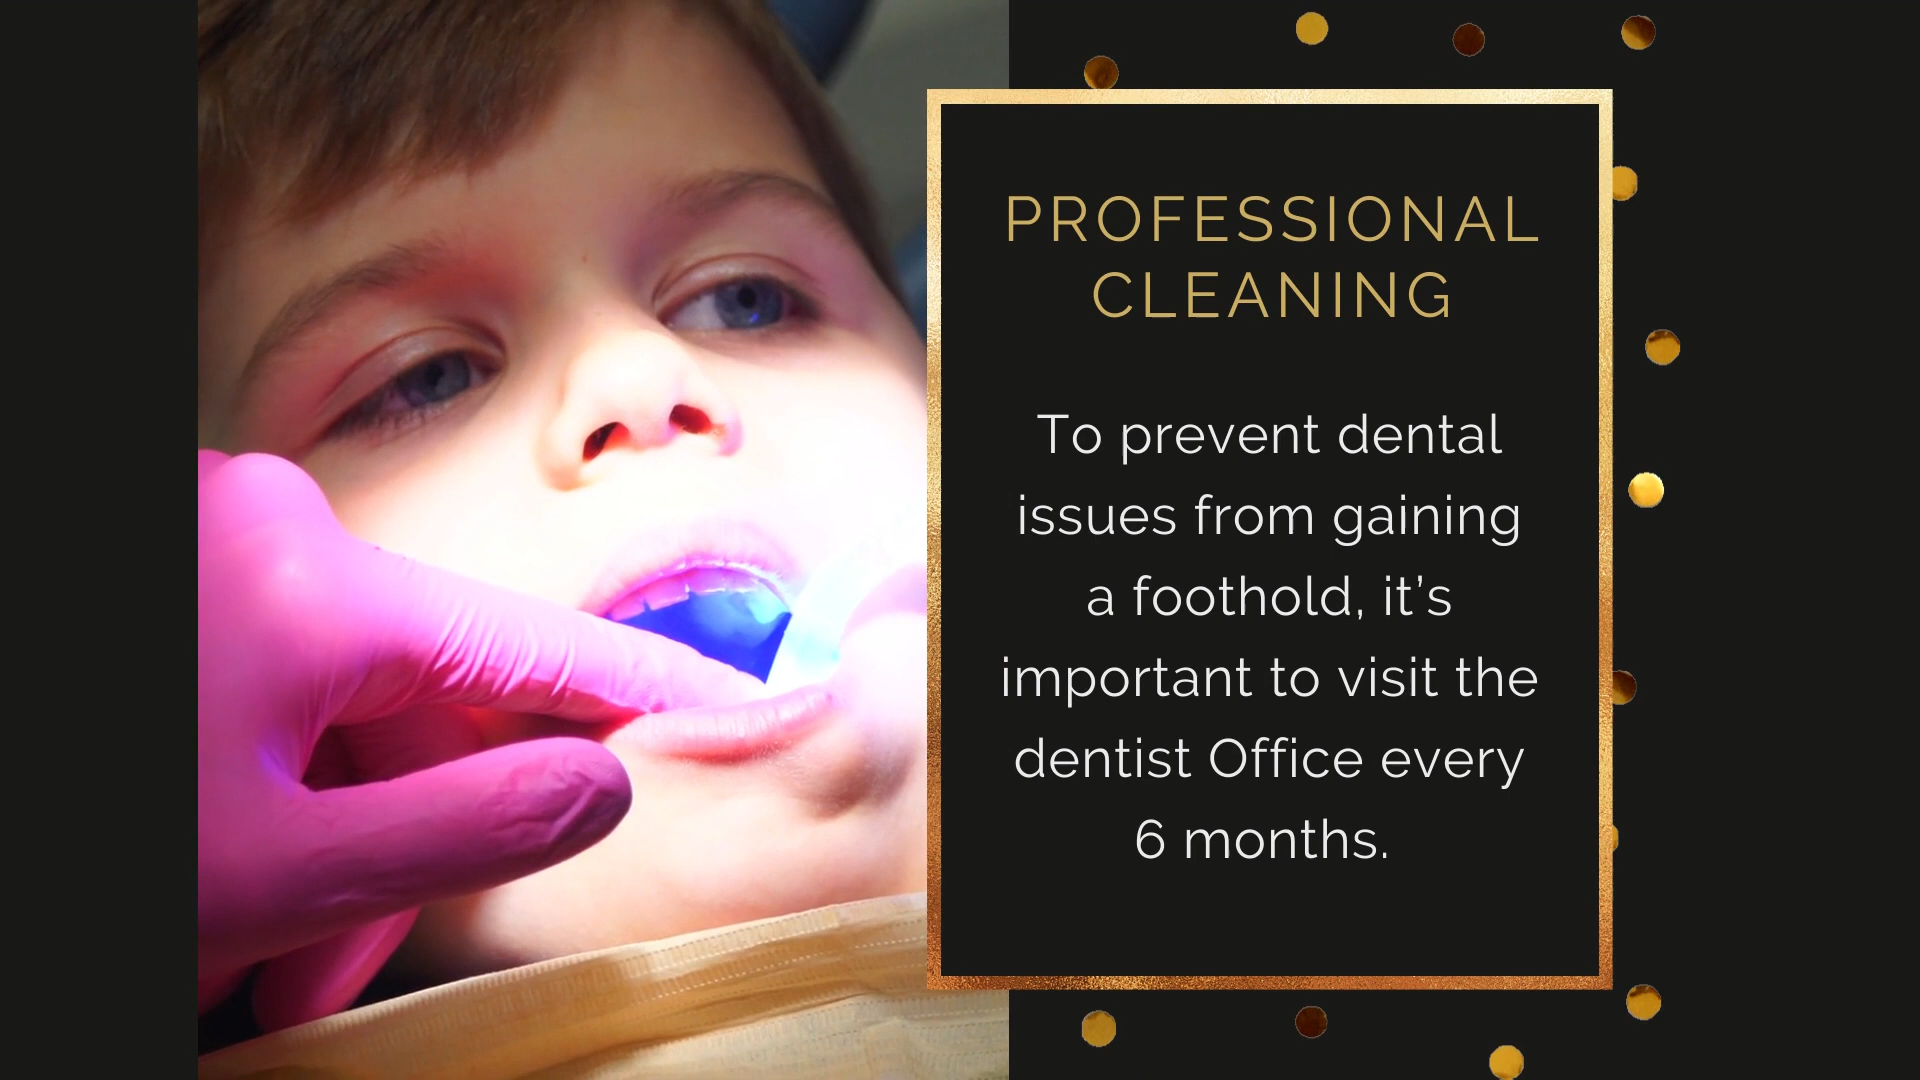 PROFESSIONAL
CLEANING
To prevent dental
issues from gaining
a foothold, it’s
important to visit the
dentist Office every
6 months.